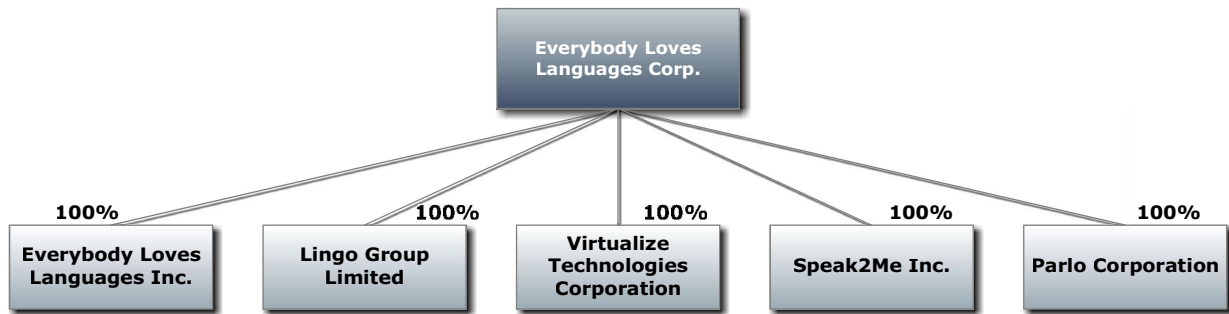 Everybody Loves
Languages Corp.
100%
100%
100%
100%
100%
Everybody Loves
Languages Inc.
Lingo Group
Limited
Virtualize
Technologies
Corporation
Speak2Me Inc.
Parlo Corporation